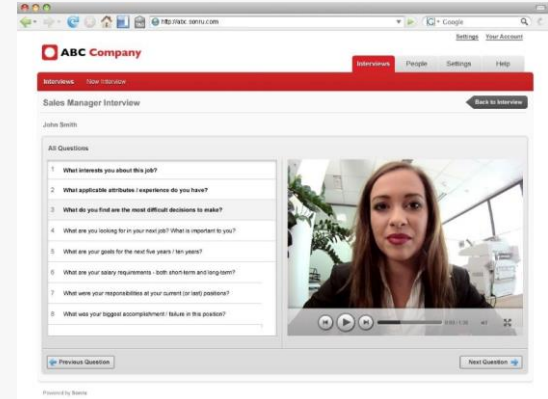 http://abc.sonru.com
Google
Settings Your Account
ABC Company
Interviews People Settings Help
Interviews New Interview
Sales Manager Interview
Back to Interview
John Smith
All Questions
1 What interests you about this job?
2 What applicable attributes / experience do you have?
3 What do you find are the most difficult decisions to make?
4 What are you looking for in your next job? What is important to you?
5 What are your goals for the next five years / ten years?
6 What are your salary requirements - both short-term and long-term?
7 What were your responsibilities at your current (or last) positions?
8 What was your biggest accomplishment / failure in this position?
Previous Question
Next Question
Powered by Sonru